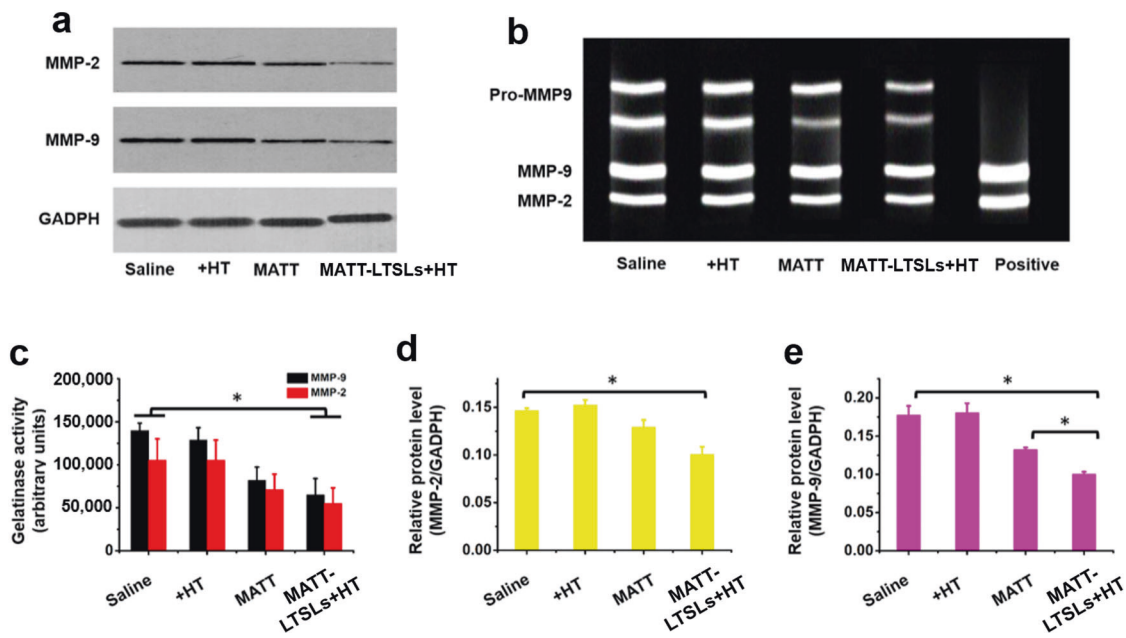 a
MMP-2
MMP-9
GADPH
Saline +HT MATT MATT-LTSLs+HT
b
Pro-MMP9
MMP-9
MMP-2
Saline +HT MATT MATT-LTSLs+HT Positive
c
Gelatinase activity
(arbitrary units)
200,000
150,000
100,000
50,000
0
MMP-9
MMP-2
*
Saline
+HT
MATT
MATT-
LTSLs+HT
d
Relative protein level
(MMP-2/GADPH)
0.15
0.10
0.05
0.00
*
Saline
+HT
MATT
MATT-
LTSLs+HT
e
Relative protein level
(MMP-9/GADPH)
0.20
0.15
0.10
0.05
0.00
*
*
Saline
+HT
MATT
MATT-
LTSLs+HT